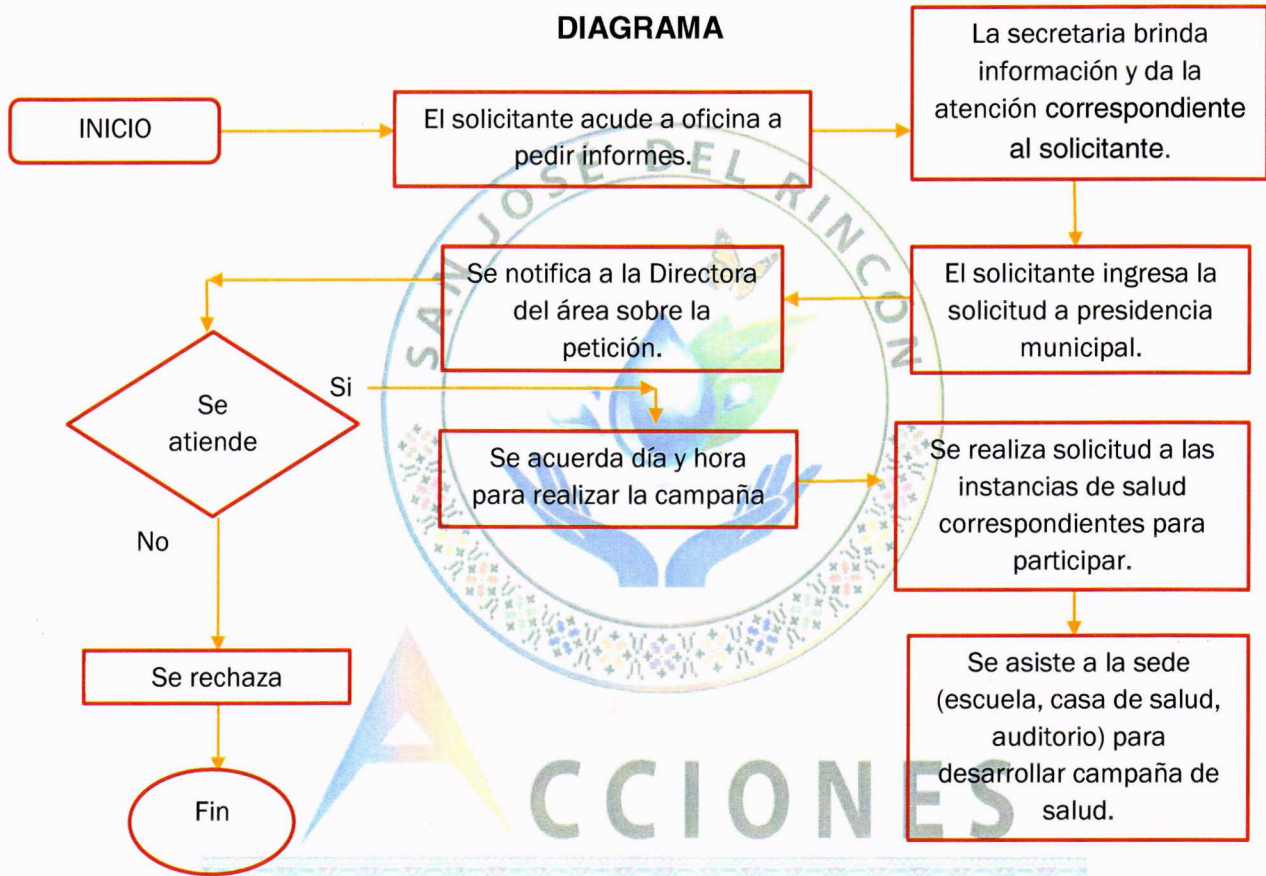 DIAGRAMA
INICIO
El solicitante acude a oficina a
pedir informes.
La secretaria brinda
información y da la
atención correspondiente
al solicitante.
El solicitante ingresa la
solicitud a presidencia
municipal.
Se notifica a la Directora
del área sobre la
petición.
Se
atiende
Si
Se acuerda día y hora
para realizar la campaña
Se realiza solicitud a las
instancias de salud
correspondientes para
participar.
Se asiste a la sede
(escuela, casa de salud,
auditorio) para
desarrollar campaña de
salud.
No
Se rechaza
Fin
SAN JOSÉ DEL RINCÓN
ACCIONES